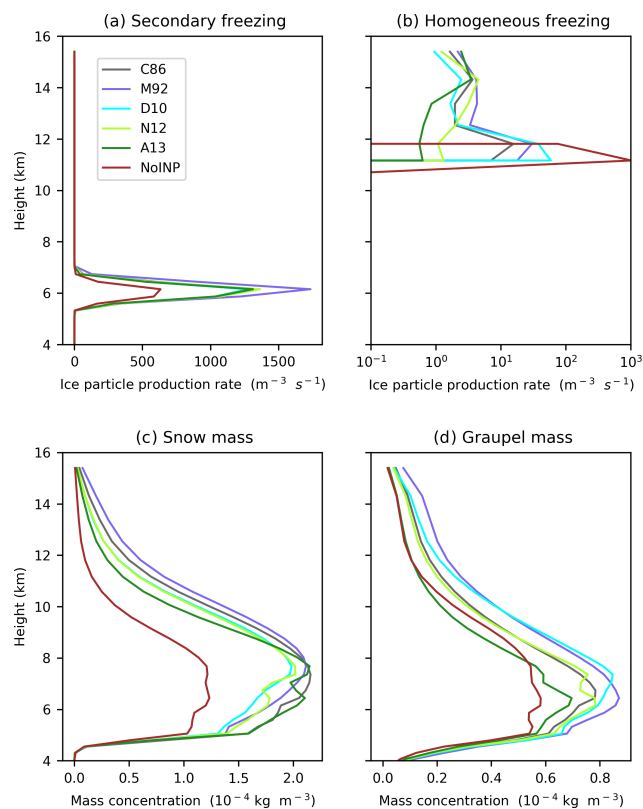 (a) Secondary freezing
(b) Homogeneous freezing
16
14
12
10
8
6
4
Height (km)
C86
M92
D10
N12
A13
NoINP
0 500 1000 1500
10⁻¹ 10⁰ 10¹ 10² 10³
Ice particle production rate (m⁻³ s⁻¹)
Ice particle production rate (m⁻³ s⁻¹)
(c) Snow mass
(d) Graupel mass
16
14
12
10
8
6
4
Height (km)
0.0 0.5 1.0 1.5 2.0
0.0 0.2 0.4 0.6 0.8
Mass concentration (10⁻⁴ kg m⁻³)
Mass concentration (10⁻⁴ kg m⁻³)